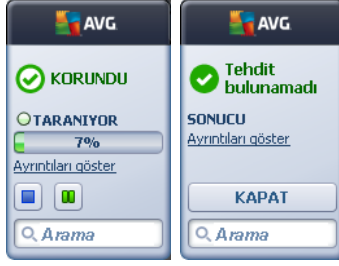 AVG
KORUNDU
TARANIYOR
7%
Ayrıntıları göster
Arama
AVG
Tehdit
bulunamadı
SONUCU
Ayrıntıları göster
KAPAT
Arama